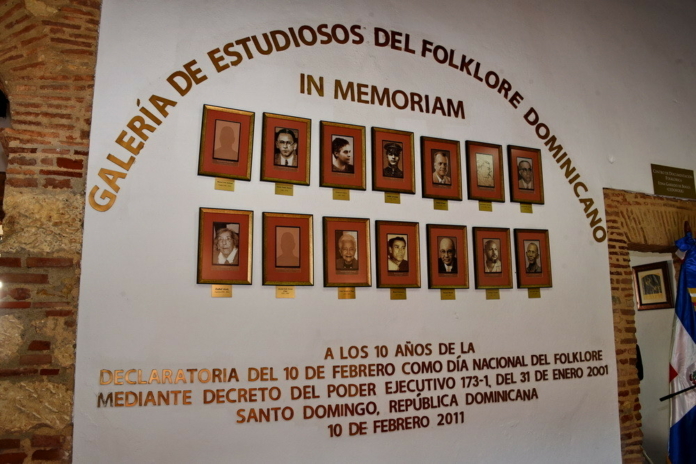 GALERÍA DE ESTUDIOSOS DEL FOLKLORE DOMINICANO
IN MEMORIAM
A LOS 10 AÑOS DE LA
DECLARATORIA DEL 10 DE FEBRERO COMO DÍA NACIONAL DEL FOLKLORE
MEDIANTE DECRETO DEL PODER EJECUTIVO 173-1, DEL 31 DE ENERO 2001
SANTO DOMINGO, REPÚBLICA DOMINICANA
10 DE FEBRERO 2011